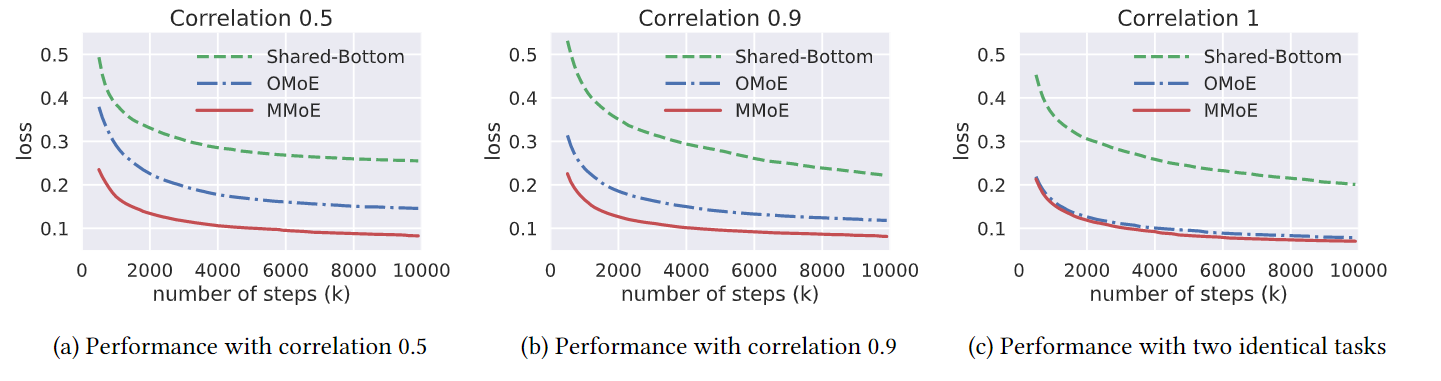 Correlation 0.5
0.5
0.4
0.3
0.2
0.1
loss
Shared-Bottom
OMoE
MMoE
0 2000 4000 6000 8000 10000
number of steps (k)
(a) Performance with correlation 0.5
Correlation 0.9
0.5
0.4
0.3
0.2
0.1
loss
Shared-Bottom
OMoE
MMoE
0 2000 4000 6000 8000 10000
number of steps (k)
(b) Performance with correlation 0.9
Correlation 1
0.5
0.4
0.3
0.2
0.1
loss
Shared-Bottom
OMoE
MMoE
0 2000 4000 6000 8000 10000
number of steps (k)
(c) Performance with two identical tasks